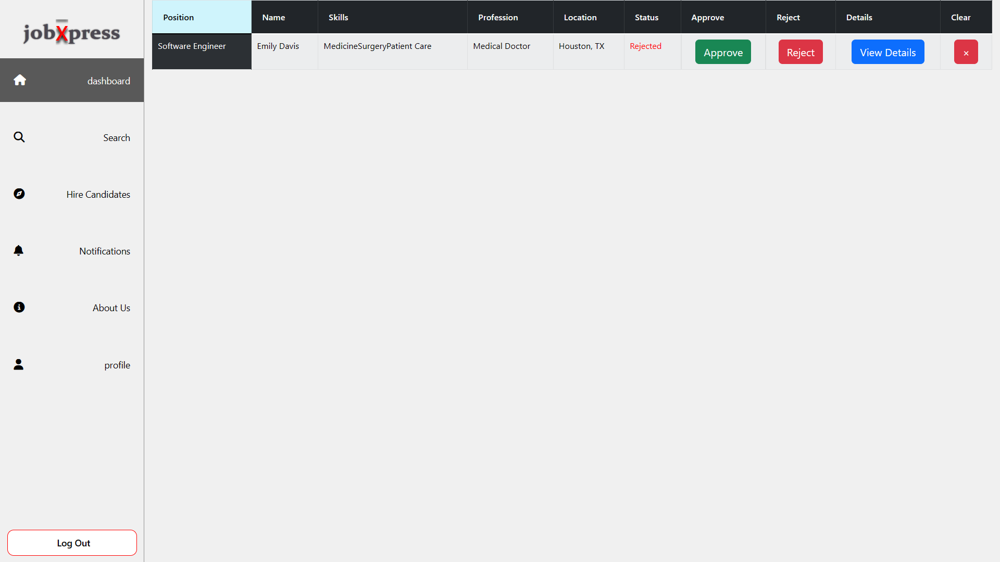 jobXpress
dashboard
Search
Hire Candidates
Notifications
About Us
profile
Log Out
Position Name Skills Profession Location Status Approve Reject Details Clear
Software Engineer Emily Davis MedicineSurgeryPatient Care Medical Doctor Houston, TX Rejected Approve Reject View Details ×